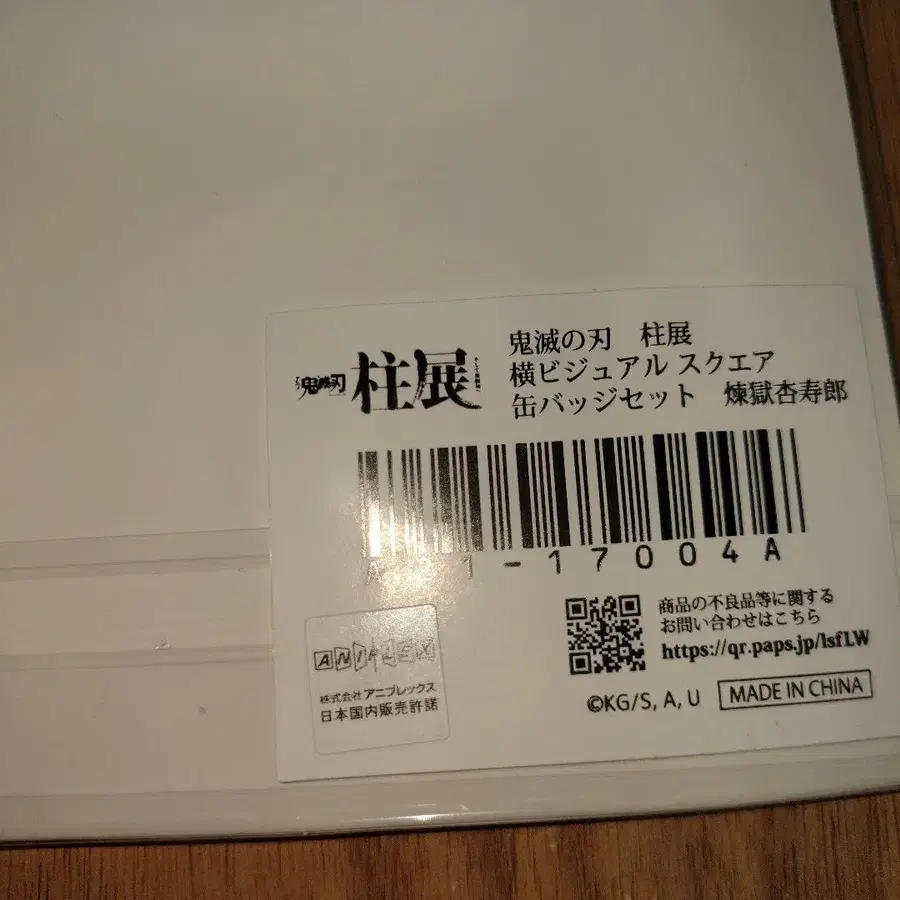 鬼滅の刃 柱展
鬼滅の刃 柱展
横ビジュアル スクエア
缶バッジセット 煉獄杏寿郎
1-17004A
商品の不良品等に関する
お問い合わせはこちら
https://qr.paps.jp/lsfLW
ANIPLEX
株式会社 アニプレックス
日本国内販売許諾
©KG/S, A, U
MADE IN CHINA